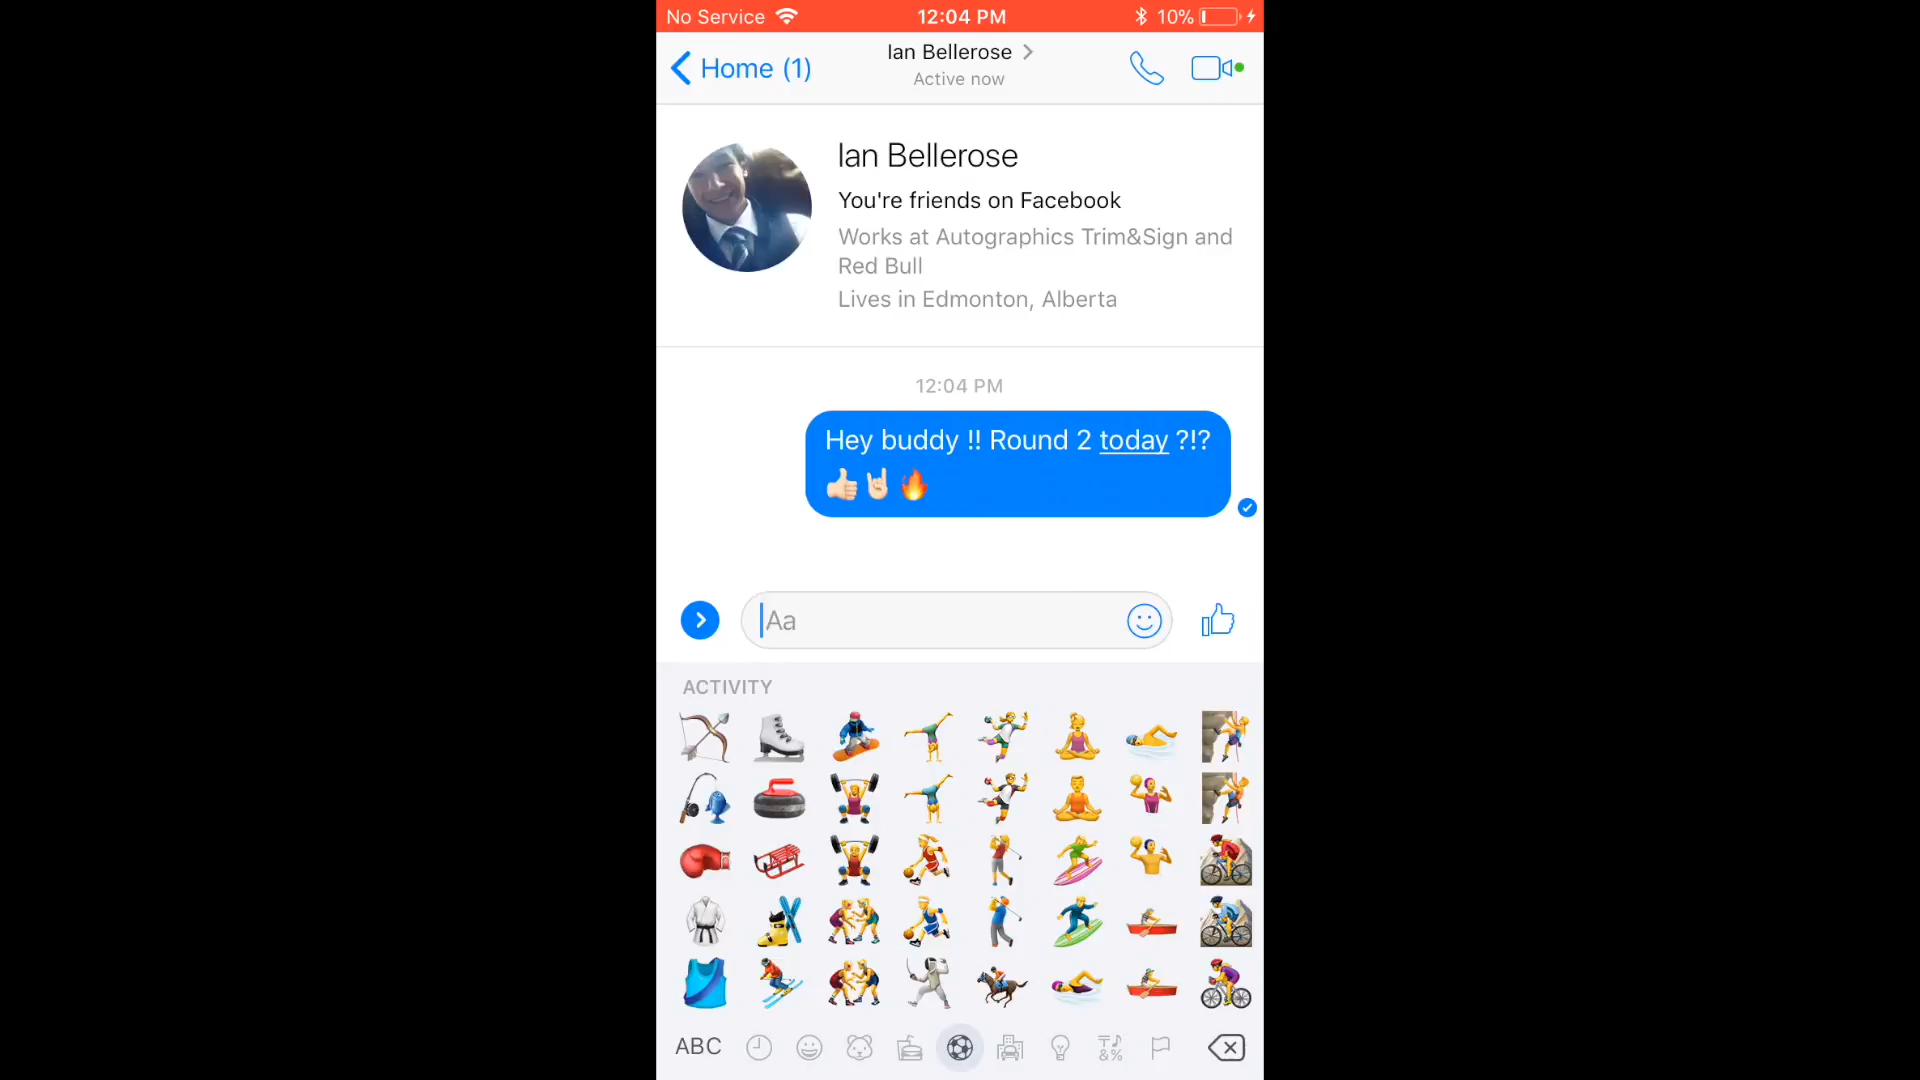 No Service 12:04 PM 10%
Home (1)
Ian Bellerose
Active now
Ian Bellerose
You're friends on Facebook
Works at Autographics Trim&Sign and
Red Bull
Lives in Edmonton, Alberta
12:04 PM
Hey buddy !! Round 2 today ?!?
👍🏻🤘🏻🔥
Aa
ACTIVITY
ABC